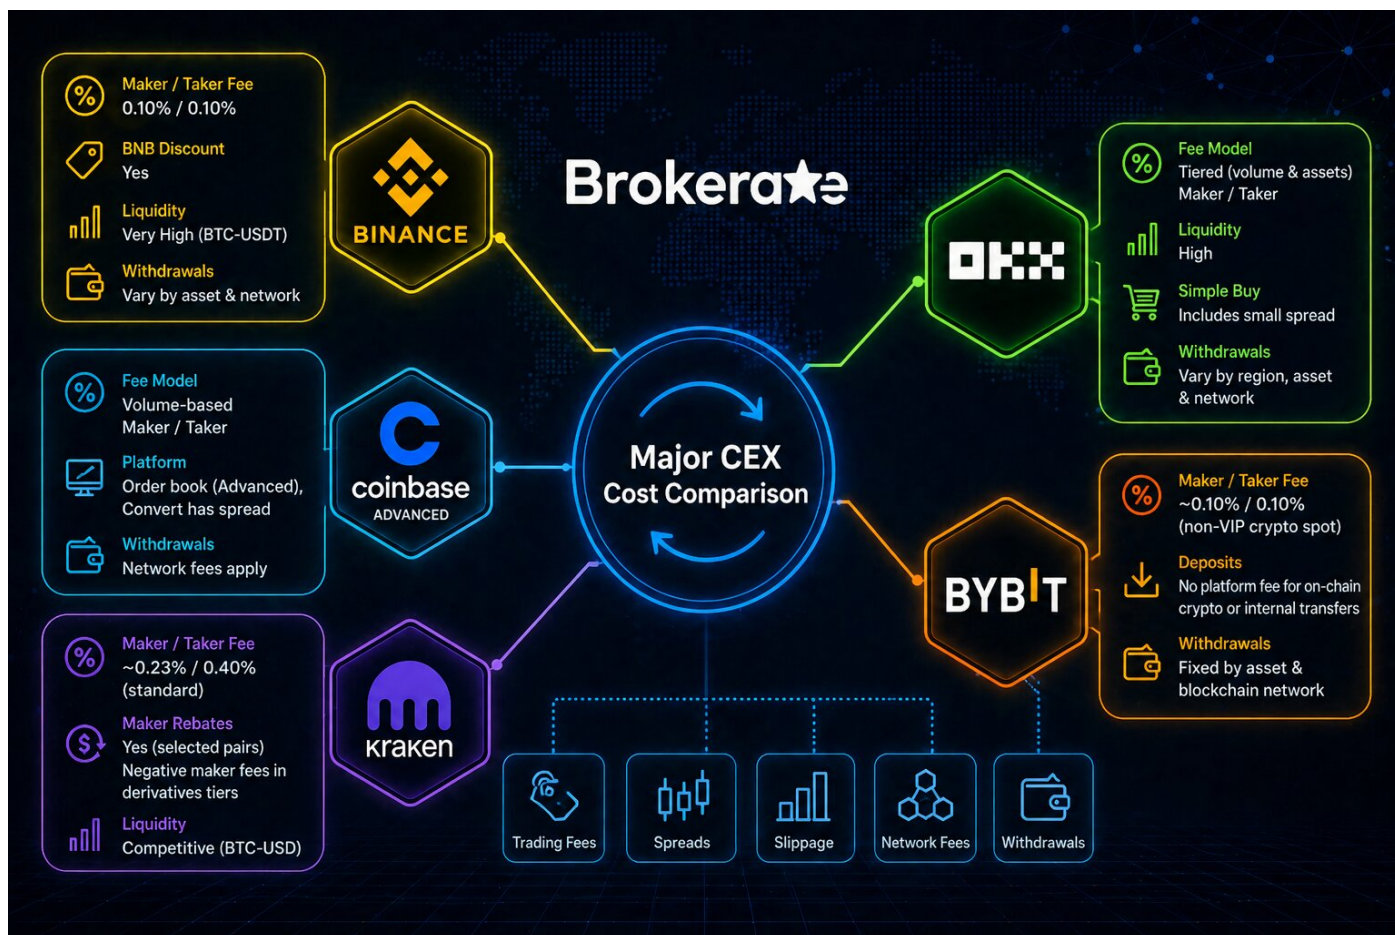 Maker / Taker Fee
0.10% / 0.10%
BNB Discount
Yes
Liquidity
Very High (BTC-USDT)
Withdrawals
Vary by asset & network
BINANCE
Brokerate
OKX
Fee Model
Tiered (volume & assets)
Maker / Taker
Liquidity
High
Simple Buy
Includes small spread
Withdrawals
Vary by region, asset
& network
Fee Model
Volume-based
Maker / Taker
Platform
Order book (Advanced),
Convert has spread
Withdrawals
Network fees apply
coinbase
ADVANCED
Major CEX
Cost Comparison
BYBIT
Maker / Taker Fee
~0.10% / 0.10%
(non-VIP crypto spot)
Deposits
No platform fee for on-chain
crypto or internal transfers
Withdrawals
Fixed by asset &
blockchain network
Maker / Taker Fee
~0.23% / 0.40%
(standard)
Maker Rebates
Yes (selected pairs)
Negative maker fees in
derivatives tiers
Liquidity
Competitive (BTC-USD)
kraken
Trading Fees
Spreads
Slippage
Network Fees
Withdrawals